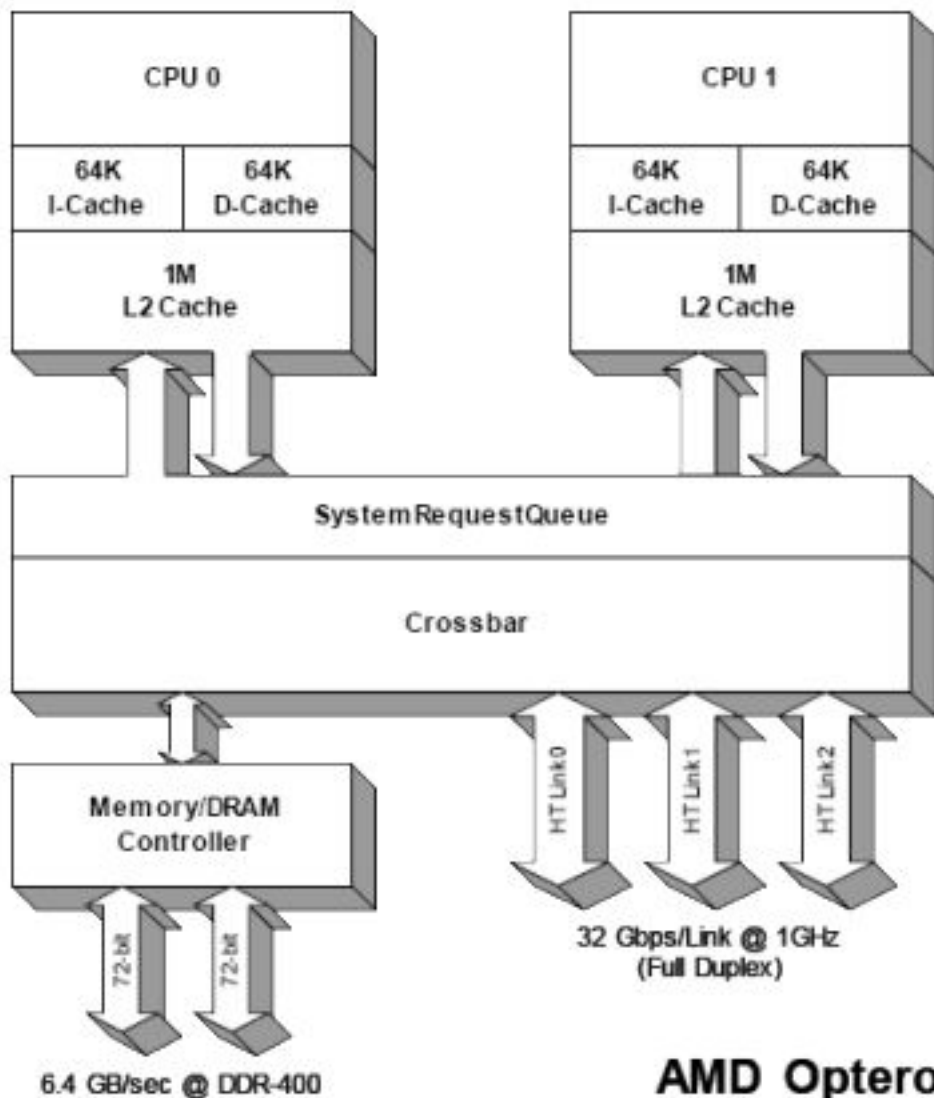 CPU 0
CPU 1
64K
I-Cache
64K
D-Cache
64K
I-Cache
64K
D-Cache
1M
L2 Cache
1M
L2 Cache
SystemRequestQueue
Crossbar
HT Link0
HT Link1
HT Link2
Memory/DRAM
Controller
72-bit
72-bit
32 Gbps/Link @ 1GHz
(Full Duplex)
6.4 GB/sec @ DDR-400
AMD Optero